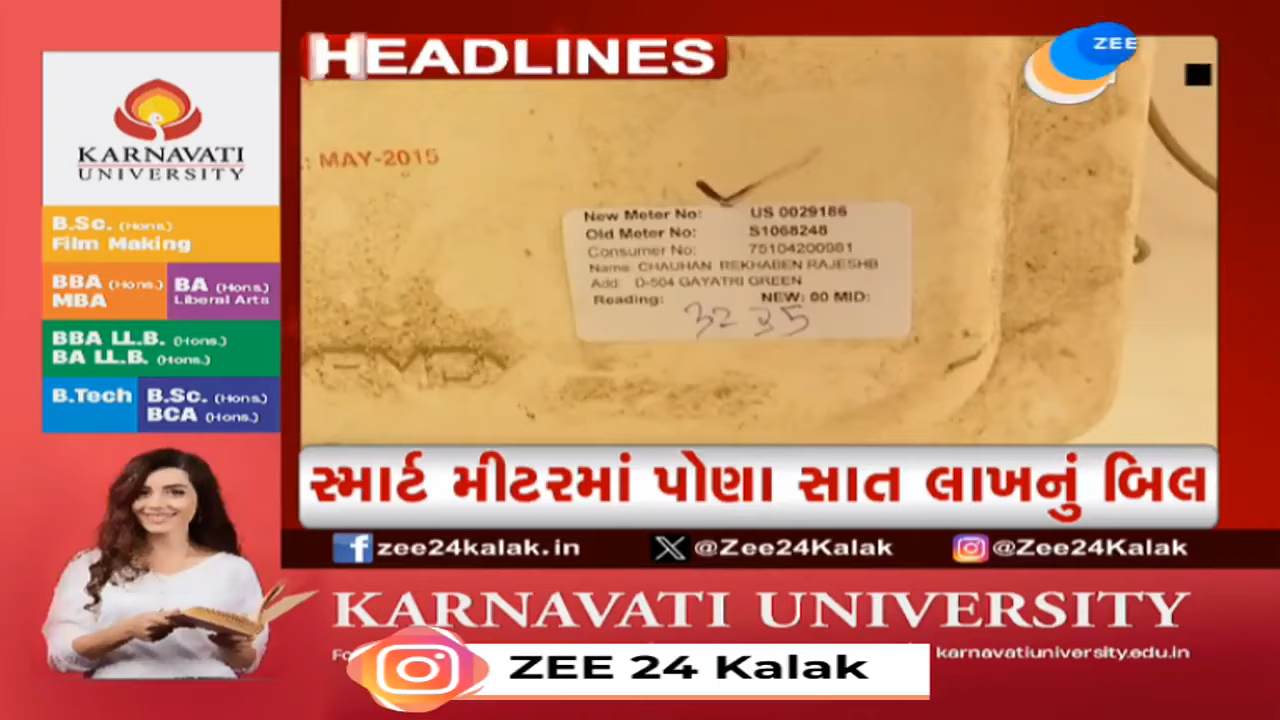 HEADLINES
ZEE
KARNAVATI
UNIVERSITY
B.Sc. (Hons.)
Film Making
BBA (Hons.)
MBA
BA (Hons.)
Liberal Arts
BBA LL.B. (Hons.)
BA LL.B. (Hons.)
B.Tech
B.Sc. (Hons.)
BCA (Hons.)
MAY-2015
New Meter No: US 0029186
Old Meter No: S1068248
Consumer No: 75104200981
Name: CHAUHAN REKHABEN RAJESHB
Add: D-504 GAYATRI GREEN
Reading: NEW: 00 MID:
3235
સ્માર્ટ મીટરમાં પોણા સાત લાખનું બિલ
zee24kalak.in @Zee24Kalak @Zee24Kalak
KARNAVATI UNIVERSITY
karnavatiuniversity.edu.in
ZEE 24 Kalak